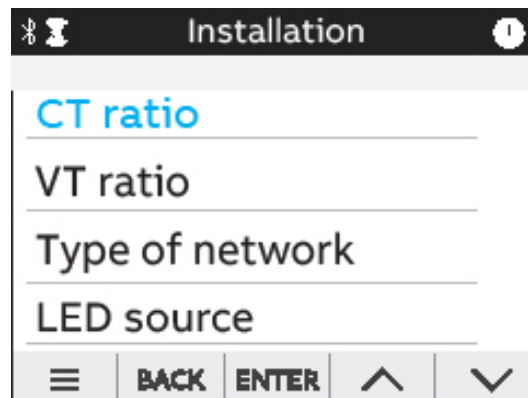 Installation
CT ratio
VT ratio
Type of network
LED source
BACK ENTER